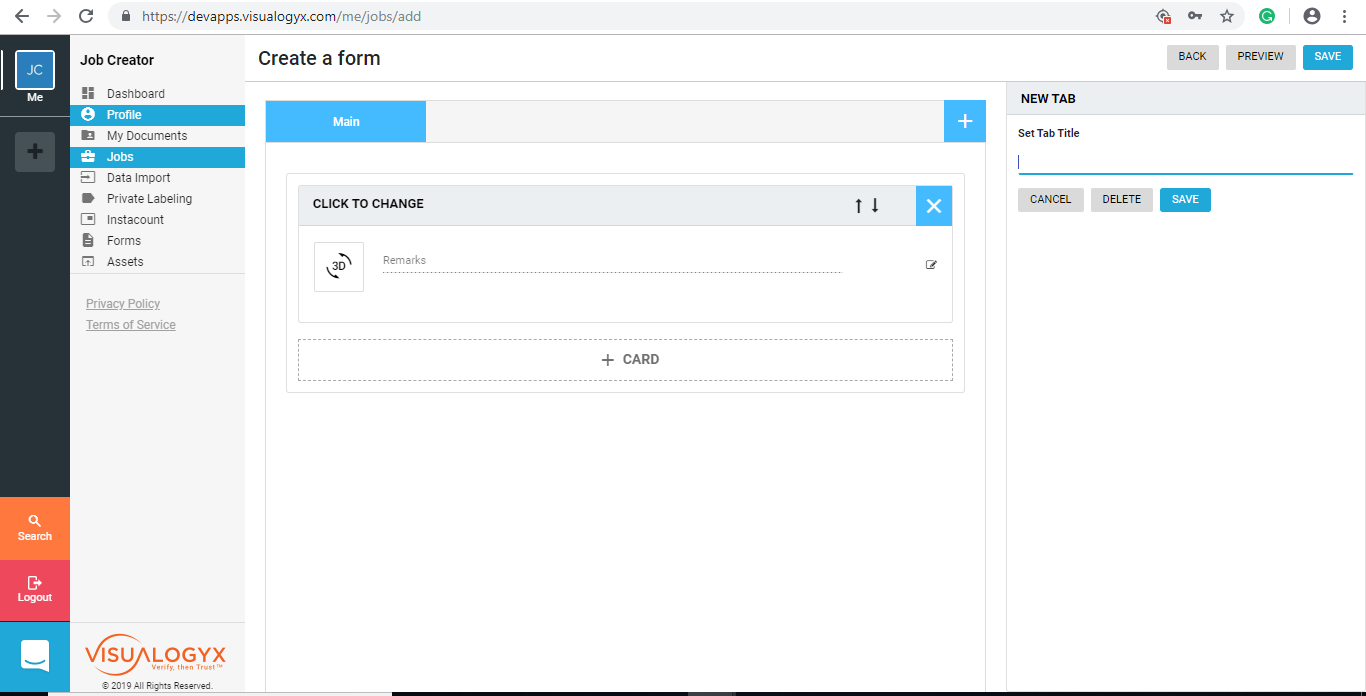 https://devapps.visualogyx.com/me/jobs/add
JC
Me
Search
Logout
Job Creator
Dashboard
Profile
My Documents
Jobs
Data Import
Private Labeling
Instacount
Forms
Assets
Privacy Policy
Terms of Service
VISUALOGYX
Verify, then Trust™
© 2019 All Rights Reserved.
Create a form
BACK PREVIEW SAVE
Main
CLICK TO CHANGE
3D
Remarks
+ CARD
NEW TAB
Set Tab Title
CANCEL DELETE SAVE